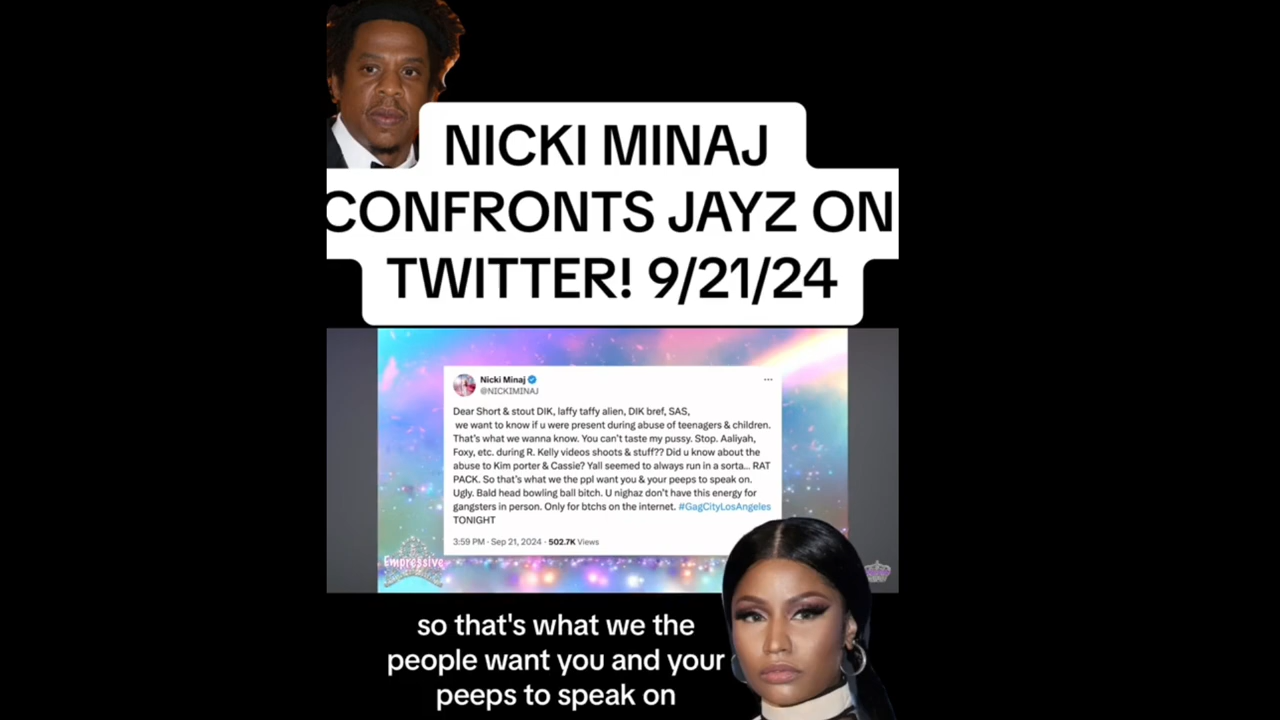 NICKI MINAJ
CONFRONTS JAYZ ON
TWITTER! 9/21/24
Nicki Minaj
@NICKIMINAJ
Dear Short & stout DIK, laffy taffy alien, DIK bref, SAS,
we want to know if u were present during abuse of teenagers & children.
That's what we wanna know. You can't taste my pussy. Stop. Aaliyah,
Foxy, etc. during R. Kelly videos shoots & stuff?? Did u know about the
abuse to Kim porter & Cassie? Yall seemed to always run in a sorta... RAT
PACK. So that's what we the ppl want you & your peeps to speak on.
Ugly. Bald head bowling ball bitch. U nighaz don't have this energy for
gangsters in person. Only for btchs on the internet. #GagCityLosAngeles
TONIGHT
3:59 PM · Sep 21, 2024 · 502.7K Views
Empressive
so that's what we the
people want you and your
peeps to speak on